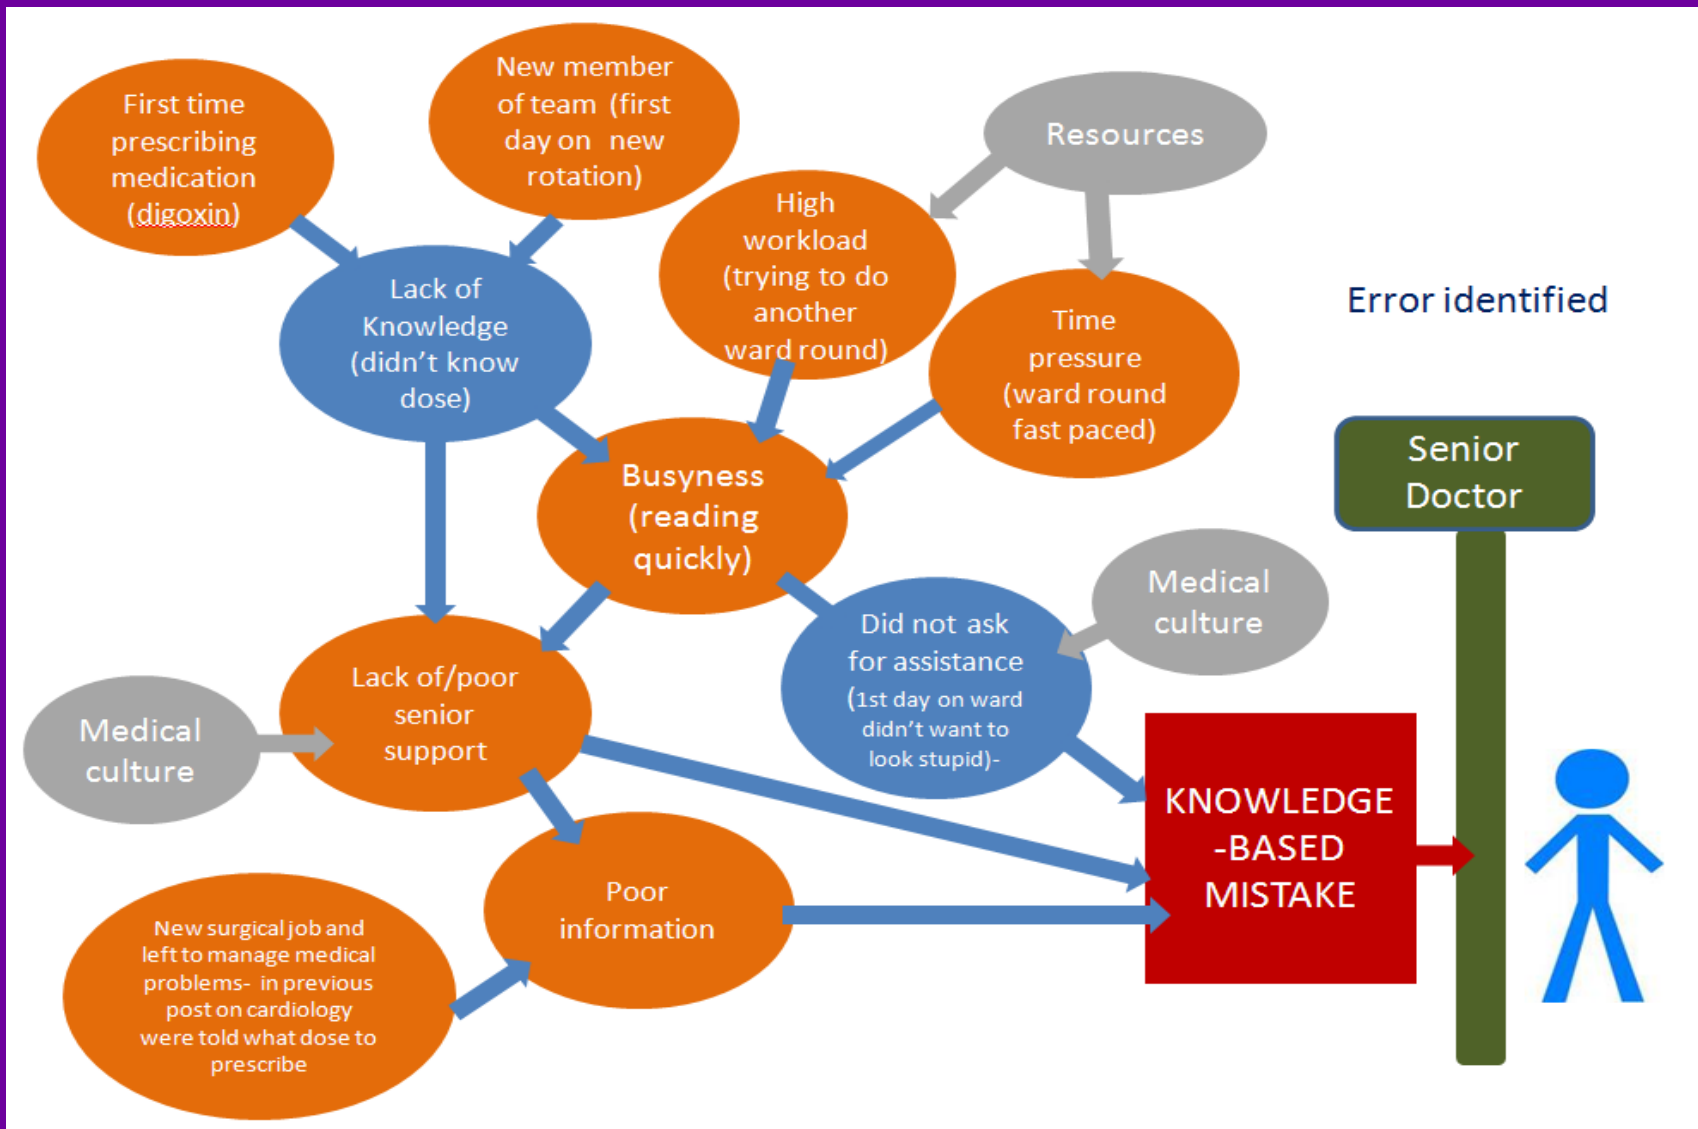 First time
prescribing
medication
(digoxin)
New member
of team (first
day on new
rotation)
Resources
High
workload
(trying to do
another
ward round)
Lack of
Knowledge
(didn't know
dose)
Time
pressure
(ward round
fast paced)
Error identified
Senior
Doctor
Busyness
(reading
quickly)
Medical
culture
Did not ask
for assistance
(1st day on ward
didn't want to
look stupid)-
Lack of/poor
senior
support
Medical
culture
KNOWLEDGE
-BASED
MISTAKE
Poor
information
New surgical job and
left to manage medical
problems- in previous
post on cardiology
were told what dose to
prescribe